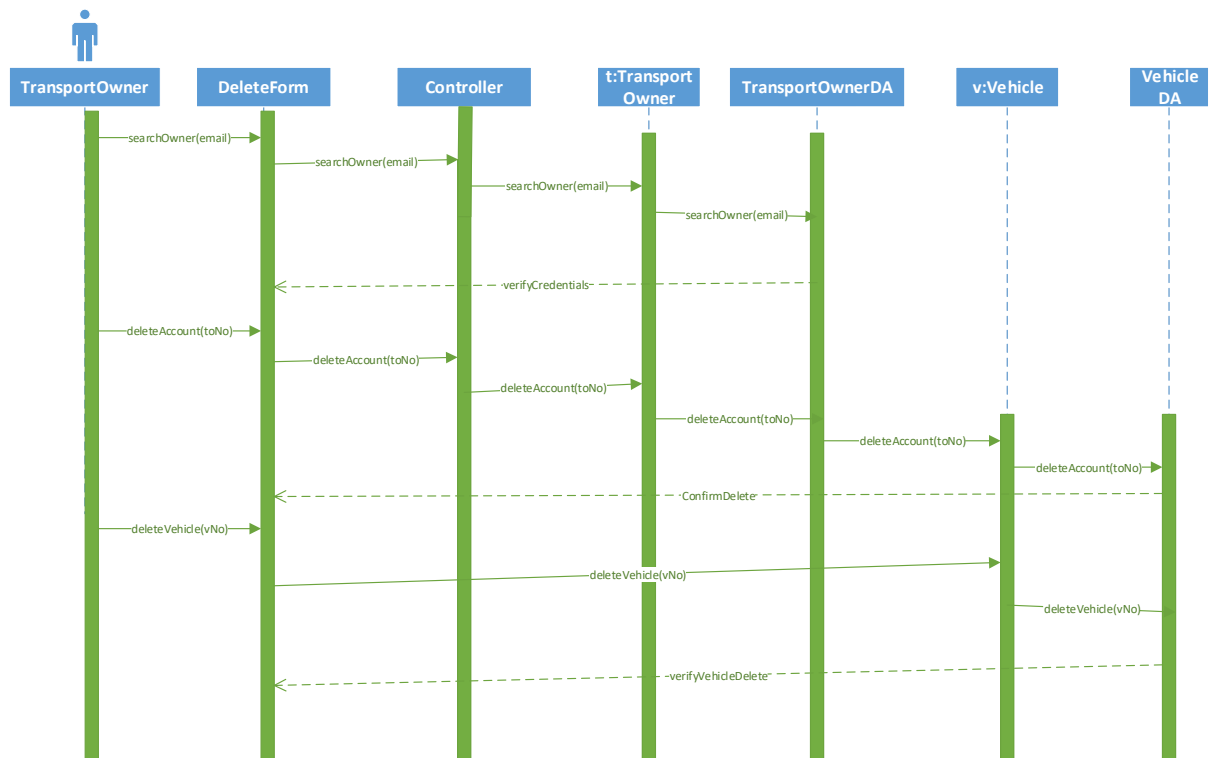 TransportOwner
DeleteForm
Controller
t:Transport
Owner
TransportOwnerDA
v:Vehicle
Vehicle
DA
searchOwner(email)
searchOwner(email)
searchOwner(email)
searchOwner(email)
verifyCredentials
deleteAccount(toNo)
deleteAccount(toNo)
deleteAccount(toNo)
deleteAccount(toNo)
deleteAccount(toNo)
deleteAccount(toNo)
ConfirmDelete
deleteVehicle(vNo)
deleteVehicle(vNo)
deleteVehicle(vNo)
verifyVehicleDelete